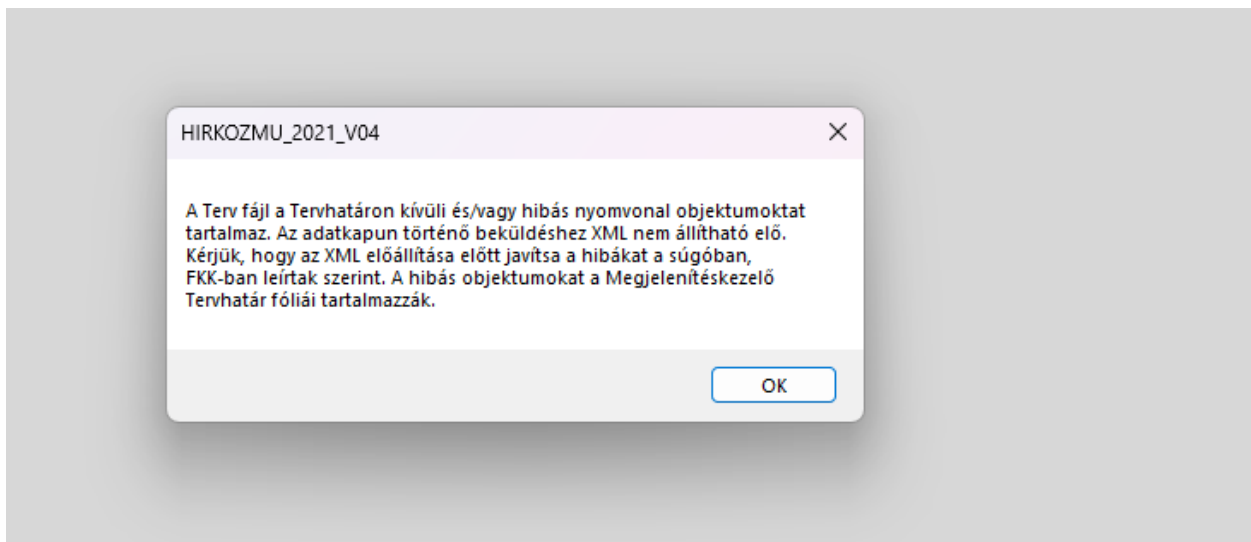 HIRKOZMU_2021_V04
A Terv fájl a Tervhatáron kívüli és/vagy hibás nyomvonal objektumoktat
tartalmaz. Az adatkapun történő beküldéshez XML nem állítható elő.
Kérjük, hogy az XML előállítása előtt javítsa a hibákat a súgóban,
FKK-ban leírtak szerint. A hibás objektumokat a Megjelenítéskezelő
Tervhatár fóliái tartalmazzák.
OK